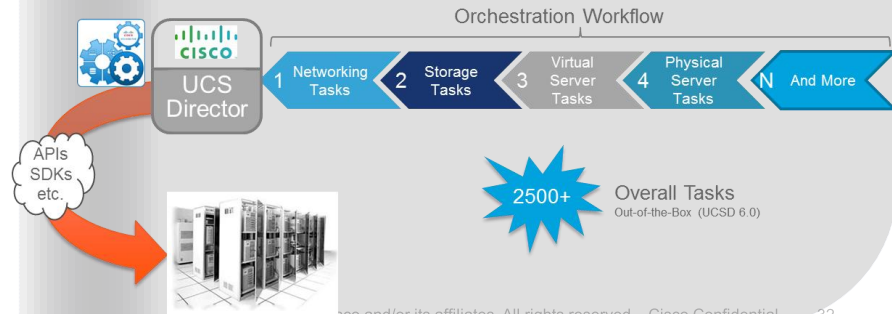 Orchestration Workflow
CISCO
UCS
Director
1
Networking
Tasks
2
Storage
Tasks
3
Virtual
Server
Tasks
4
Physical
Server
Tasks
N
And More
APIs
SDKs
etc.
2500+
Overall Tasks
Out-of-the-Box (UCSD 6.0)
and/or its affiliates. All rights reserved. Cisco Confidential 32